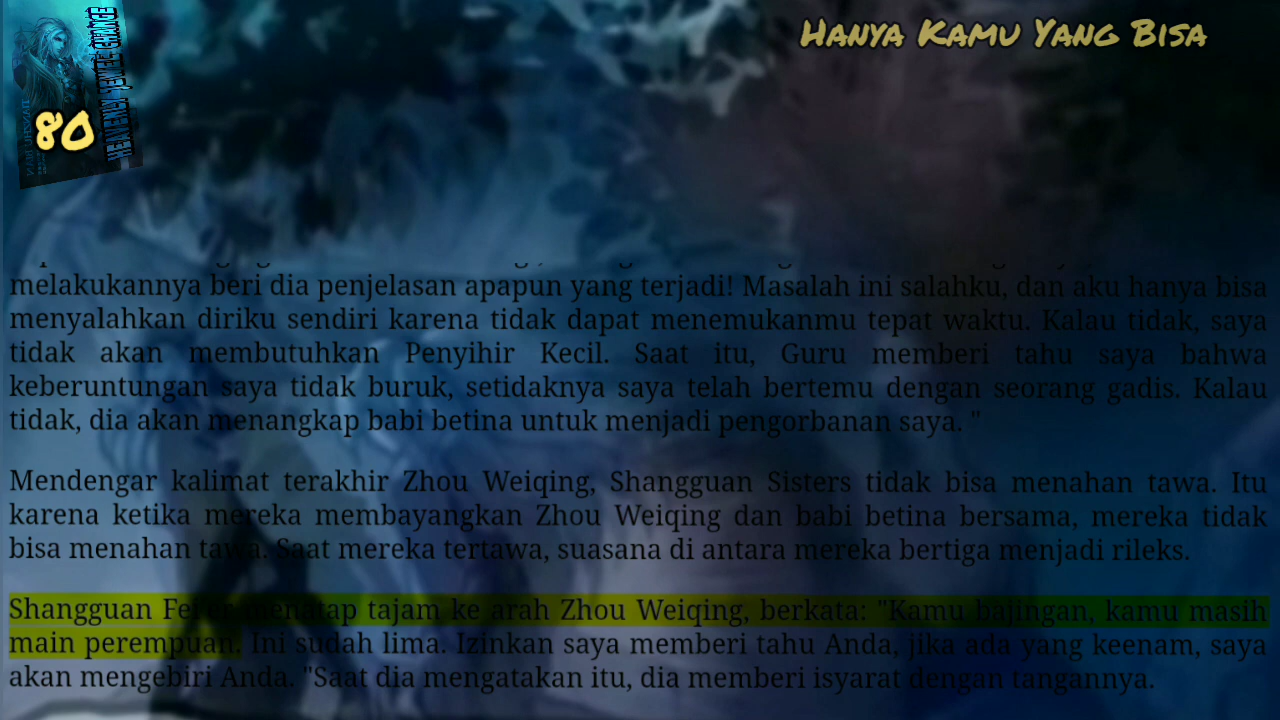 Hanya Kamu Yang Bisa
HEAVENLY JEWEL CHANGE
80
melakukannya beri dia penjelasan apapun yang terjadi! Masalah ini salahku, dan aku hanya bisa
menyalahkan diriku sendiri karena tidak dapat menemukanmu tepat waktu. Kalau tidak, saya
tidak akan membutuhkan Penyihir Kecil. Saat itu, Guru memberi tahu saya bahwa
keberuntungan saya tidak buruk, setidaknya saya telah bertemu dengan seorang gadis. Kalau
tidak, dia akan menangkap babi betina untuk menjadi pengorbanan saya. "
Mendengar kalimat terakhir Zhou Weiqing, Shangguan Sisters tidak bisa menahan tawa. Itu
karena ketika mereka membayangkan Zhou Weiqing dan babi betina bersama, mereka tidak
bisa menahan tawa. Saat mereka tertawa, suasana di antara mereka bertiga menjadi rileks.
Shangguan Fei'er menatap tajam ke arah Zhou Weiqing, berkata: "Kamu bajingan, kamu masih
main perempuan. Ini sudah lima. Izinkan saya memberi tahu Anda, jika ada yang keenam, saya
akan mengebiri Anda. "Saat dia mengatakan itu, dia memberi isyarat dengan tangannya.